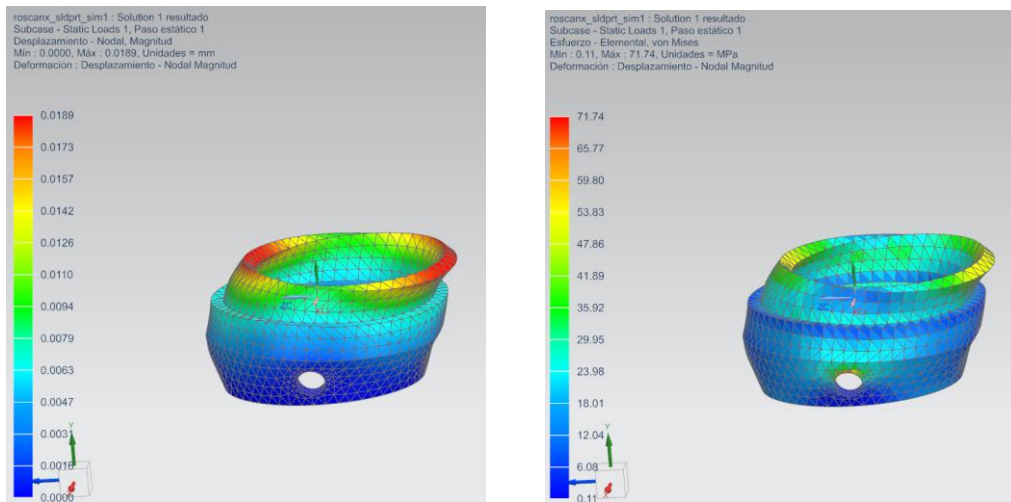 roscanx_sldprt_sim1 : Solution 1 resultado
Subcase - Static Loads 1, Paso estático 1
Desplazamiento - Nodal, Magnitud
Min : 0.0000, Máx : 0.0189, Unidades = mm
Deformación : Desplazamiento - Nodal Magnitud
0.0189
0.0173
0.0157
0.0142
0.0126
0.0110
0.0094
0.0079
0.0063
0.0047
0.0031
0.0016
0.0000
ZC
Y
roscanx_sldprt_sim1 : Solution 1 resultado
Subcase - Static Loads 1, Paso estático 1
Esfuerzo - Elemental, von Mises
Min : 0.11, Máx : 71.74, Unidades = MPa
Deformación : Desplazamiento - Nodal Magnitud
71.74
65.77
59.80
53.83
47.86
41.89
35.92
29.95
23.98
18.01
12.04
6.08
0.11
ZC
Y